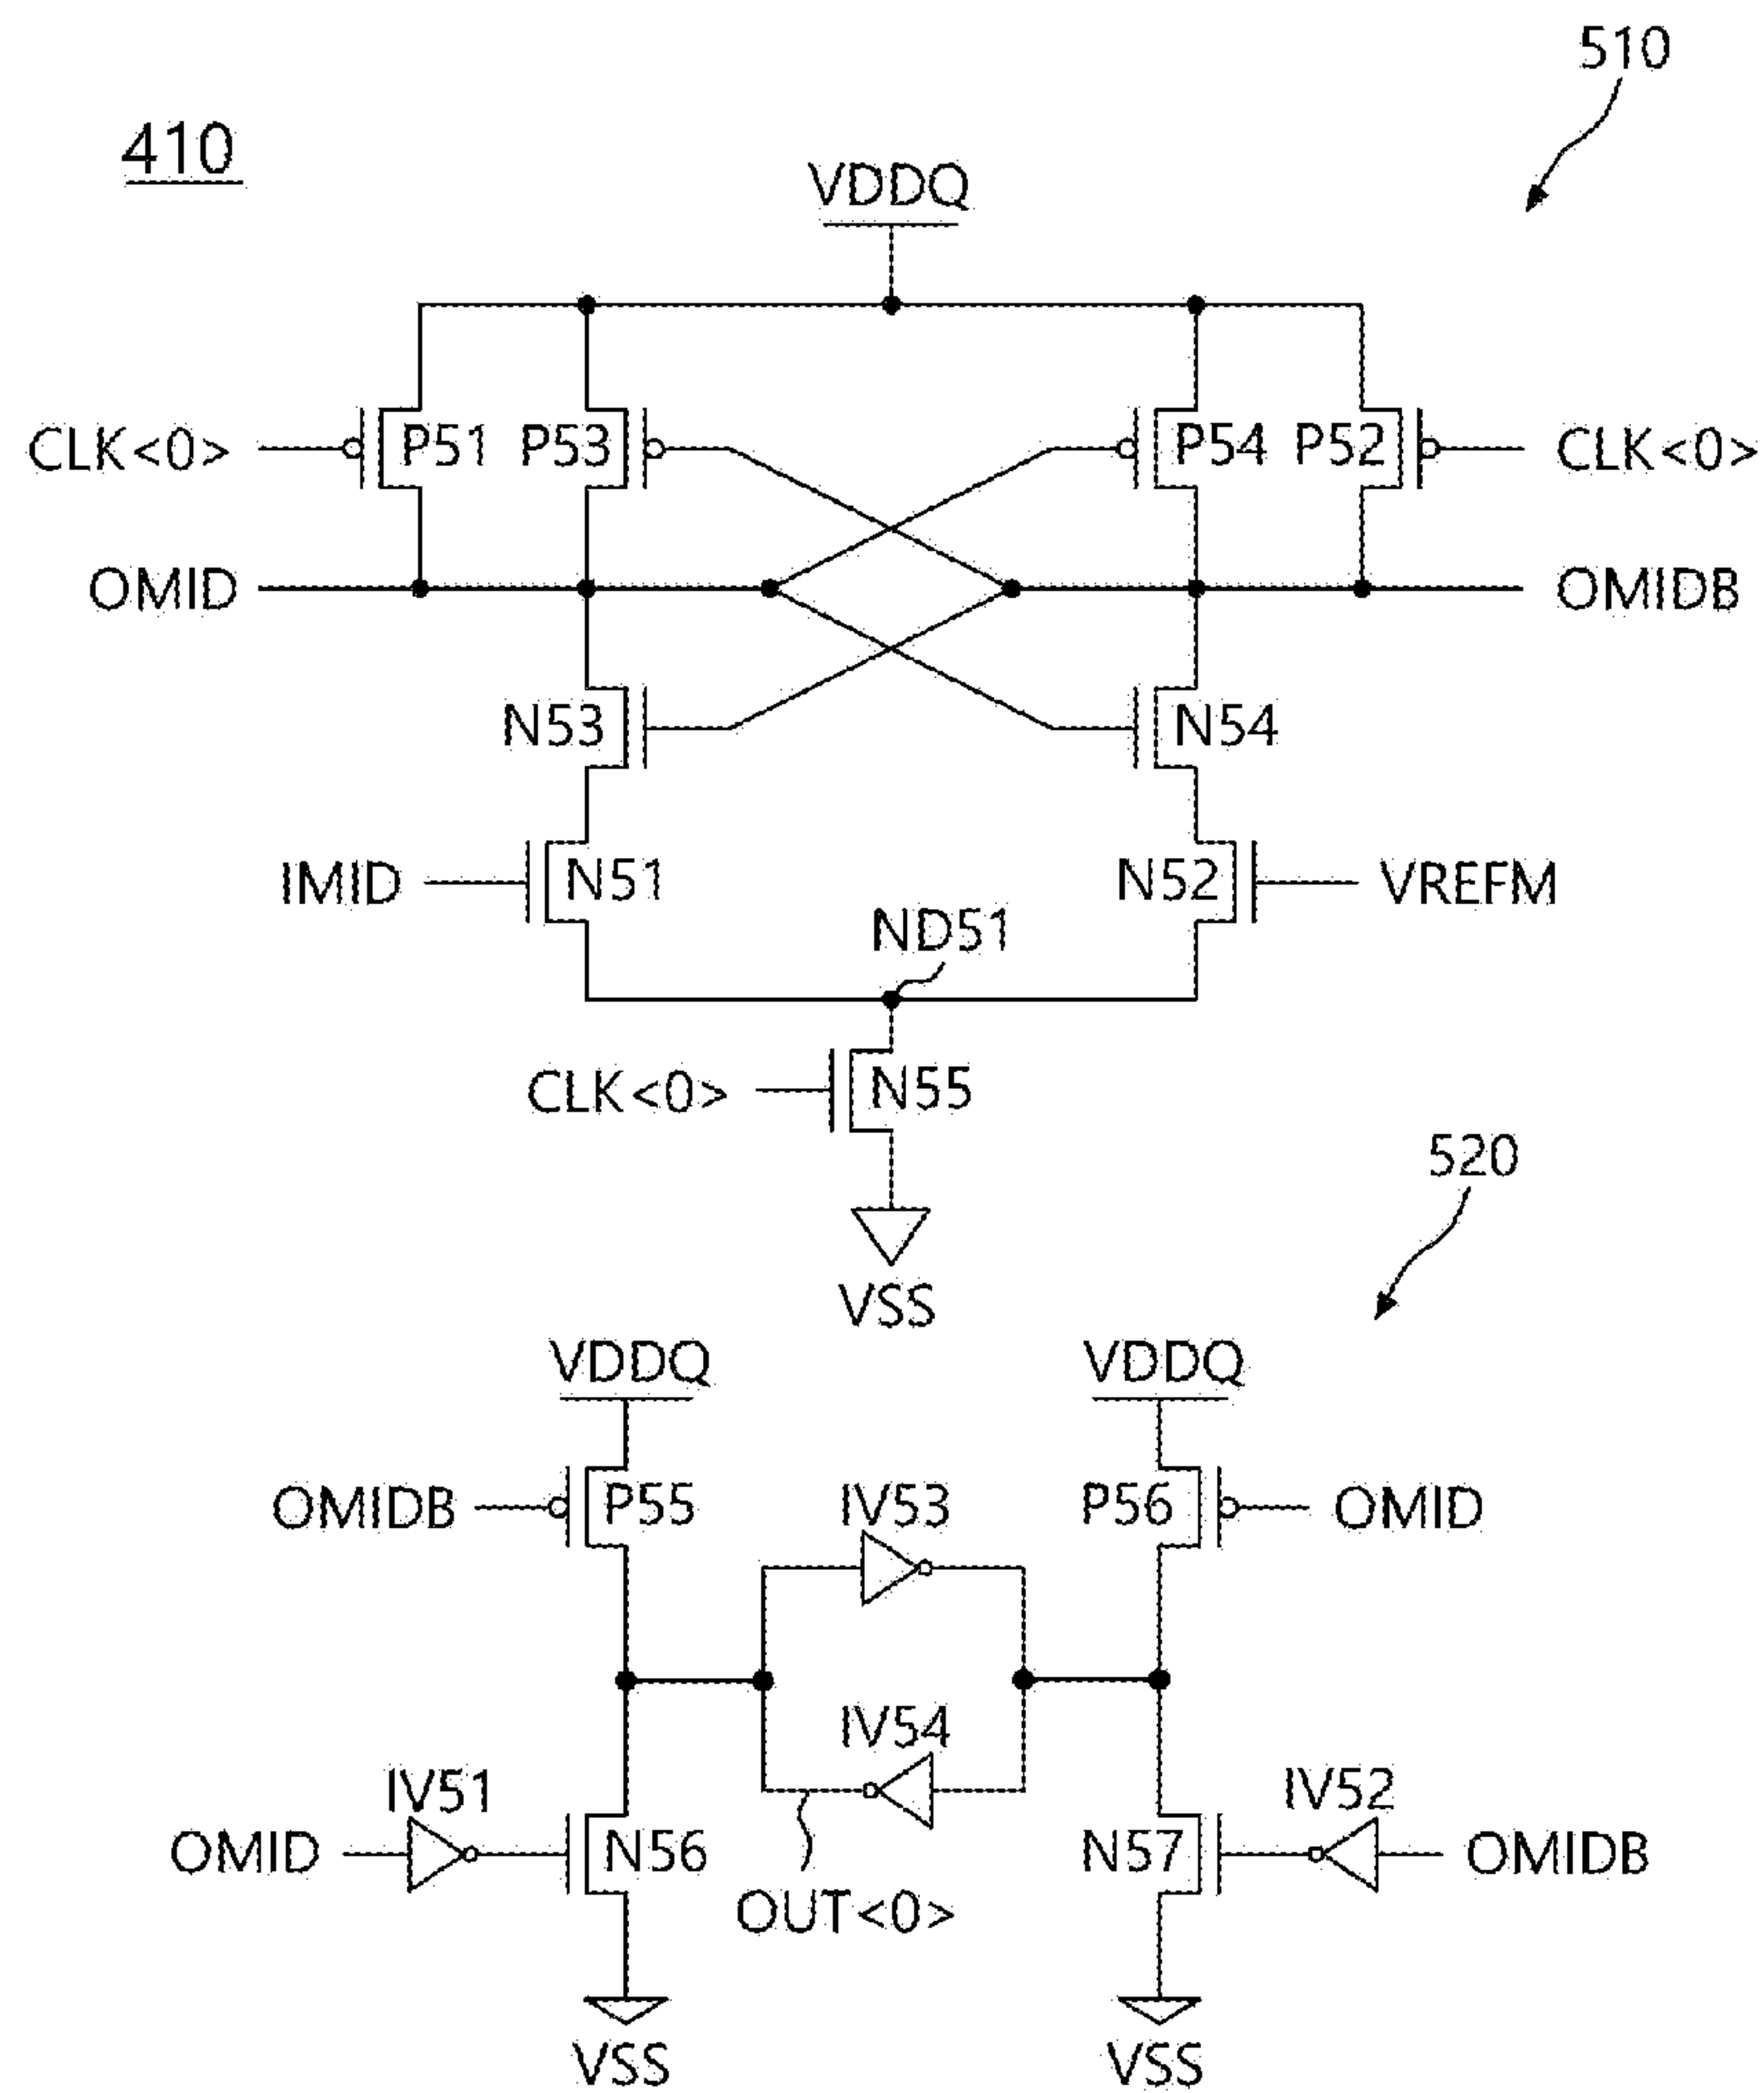 510
410
VDDQ
CLK<0> P51 P53 P54 P52 CLK<0>
OMID OMIDB
N53 N54
IMID N51 N52 VREFM
ND51
CLK<0> N55
520
VSS
VDDQ VDDQ
OMIDB P55 IV53 P56 OMID
IV54
IV51 IV52
OMID N56 N57 OMIDB
OUT<0>
VSS VSS